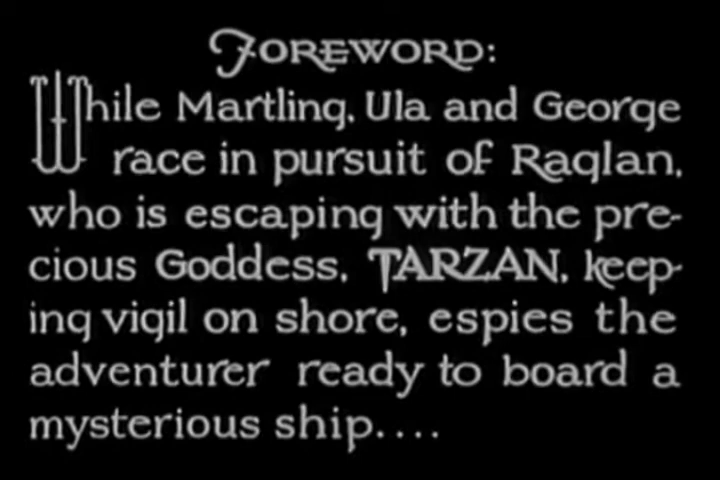 Foreword:
While Martling, Ula and George
race in pursuit of Raglan,
who is escaping with the pre-
cious Goddess, TARZAN, keep-
ing vigil on shore, espies the
adventurer ready to board a
mysterious ship....